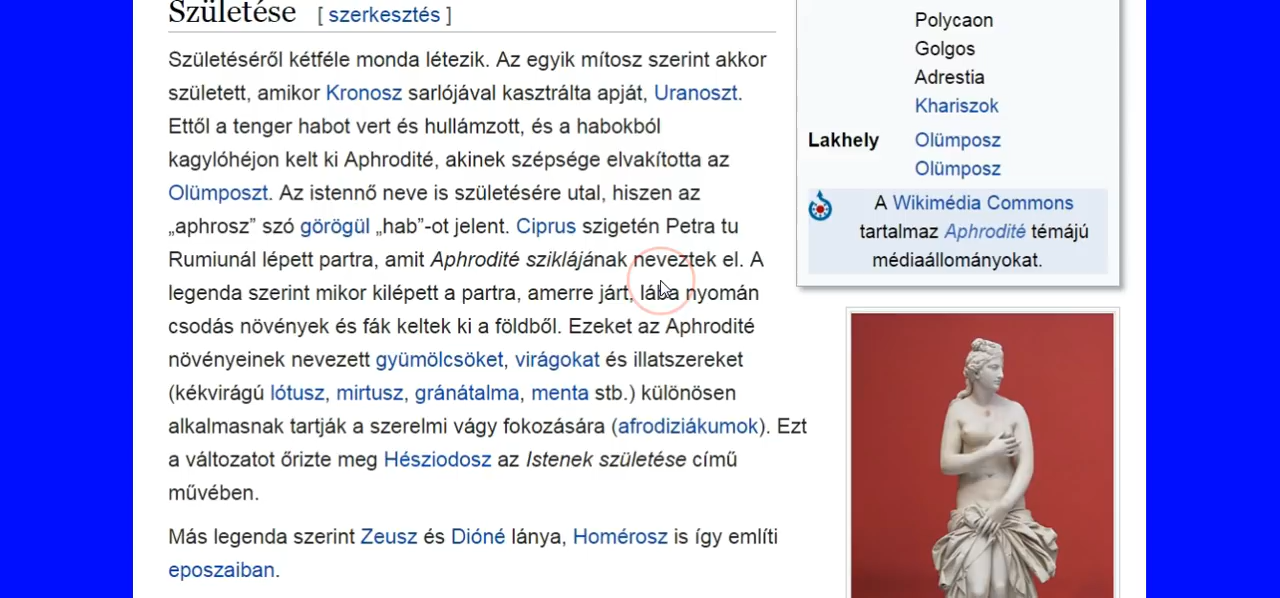 Születése [ szerkesztés ]
Születéséről kétféle monda létezik. Az egyik mítosz szerint akkor
született, amikor Kronosz sarlójával kasztrálta apját, Uranoszt.
Ettől a tenger habot vert és hullámzott, és a habokból
kagylóhéjon kelt ki Aphrodité, akinek szépsége elvakította az
Olümposzt. Az istennő neve is születésére utal, hiszen az
„aphrosz” szó görögül „hab”-ot jelent. Ciprus szigetén Petra tu
Rumiunál lépett partra, amit Aphrodité sziklájának neveztek el. A
legenda szerint mikor kilépett a partra, amerre járt, lába nyomán
csodás növények és fák keltek ki a földből. Ezeket az Aphrodité
növényeinek nevezett gyümölcsöket, virágokat és illatszereket
(kékvirágú lótusz, mirtusz, gránátalma, menta stb.) különösen
alkalmasnak tartják a szerelmi vágy fokozására (afrodiziákumok). Ezt
a változatot őrizte meg Hésziodosz az Istenek születése című
művében.
Más legenda szerint Zeusz és Dióné lánya, Homérosz is így említi
eposzaiban.
Polycaon
Golgos
Adrestia
Khariszok
Lakhely Olümposz
Olümposz
A Wikimédia Commons
tartalmaz Aphrodité témájú
médiaállományokat.